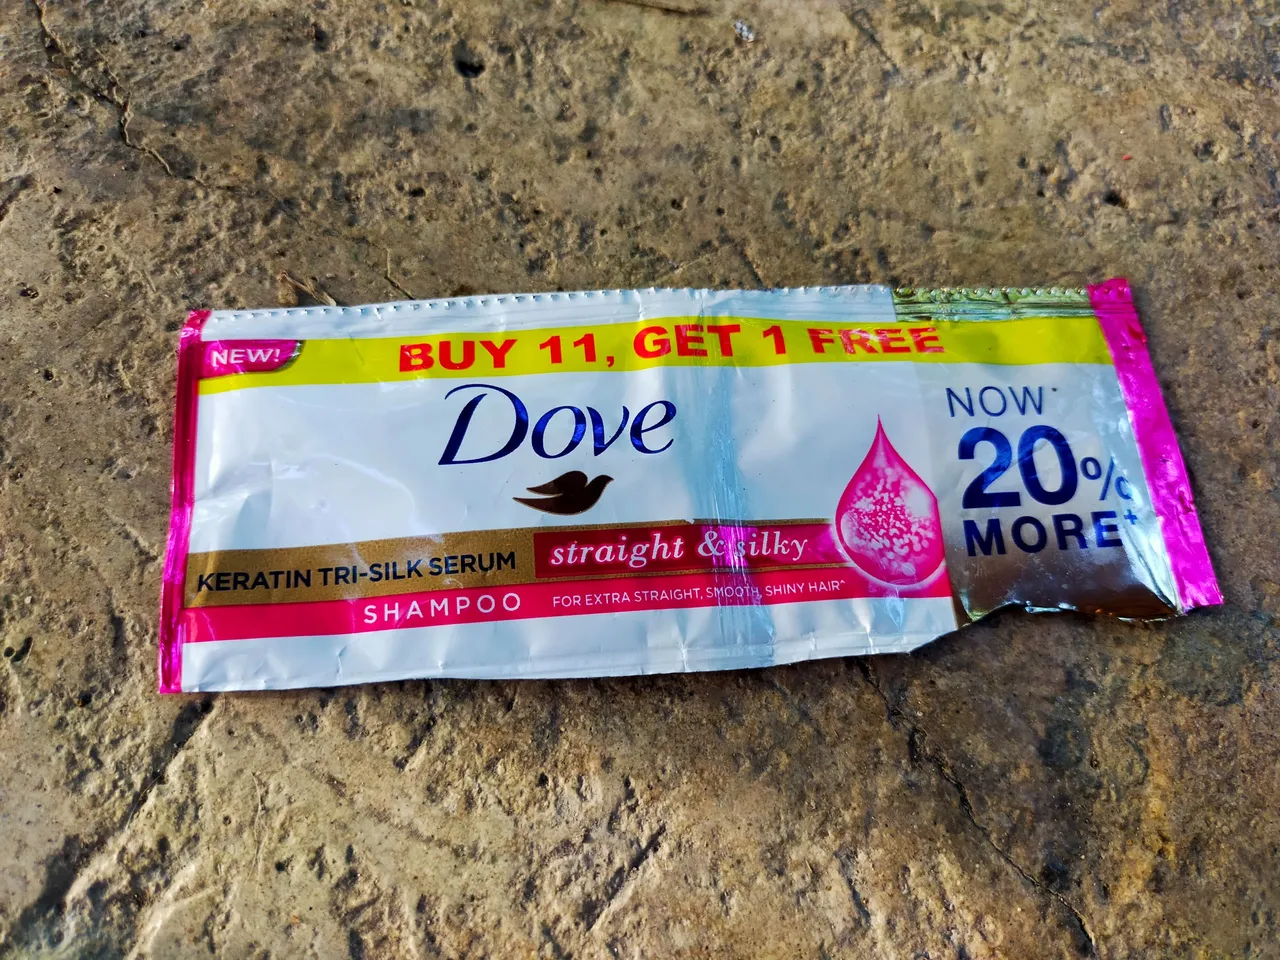 NEW!
BUY 11, GET 1 FREE
Dove
NOW*
20%
MORE+
KERATIN TRI-SILK SERUM
straight & silky
SHAMPOO
FOR EXTRA STRAIGHT, SMOOTH, SHINY HAIR^